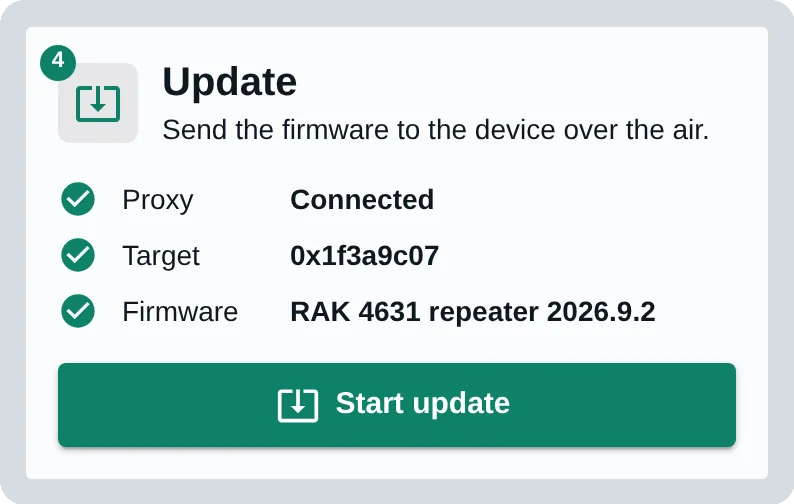 4
Update
Send the firmware to the device over the air.
Proxy Connected
Target 0x1f3a9c07
Firmware RAK 4631 repeater 2026.9.2
Start update